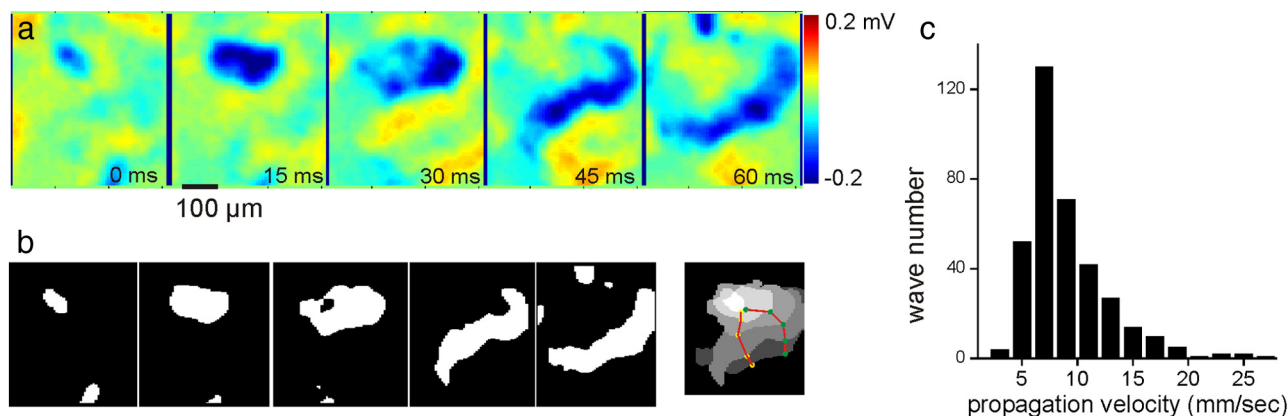 a
0 ms
15 ms
30 ms
45 ms
60 ms
0.2 mV
-0.2
100 µm
b
c
wave number
120
80
40
0
5
10
15
20
25
propagation velocity (mm/sec)